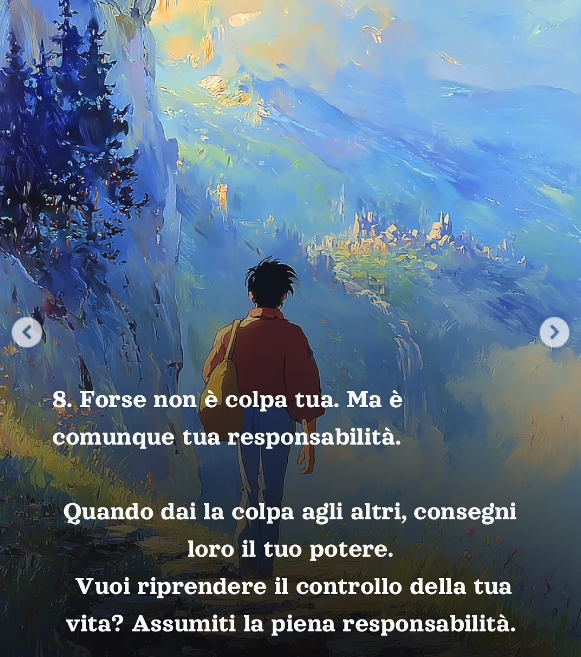 8. Forse non è colpa tua. Ma è
comunque tua responsabilità.
Quando dai la colpa agli altri, consegni
loro il tuo potere.
Vuoi riprendere il controllo della tua
vita? Assumiti la piena responsabilità.